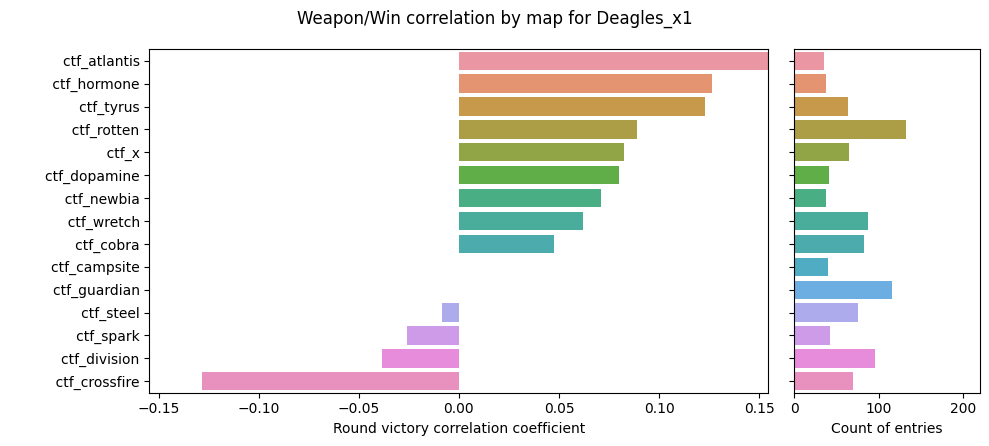 Weapon/Win correlation by map for Deagles_x1
ctf_atlantis
ctf_hormone
ctf_tyrus
ctf_rotten
ctf_x
ctf_dopamine
ctf_newbia
ctf_wretch
ctf_cobra
ctf_campsite
ctf_guardian
ctf_steel
ctf_spark
ctf_division
ctf_crossfire
−0.15 −0.10 −0.05 0.00 0.05 0.10 0.15 0 100 200
Round victory correlation coefficient Count of entries